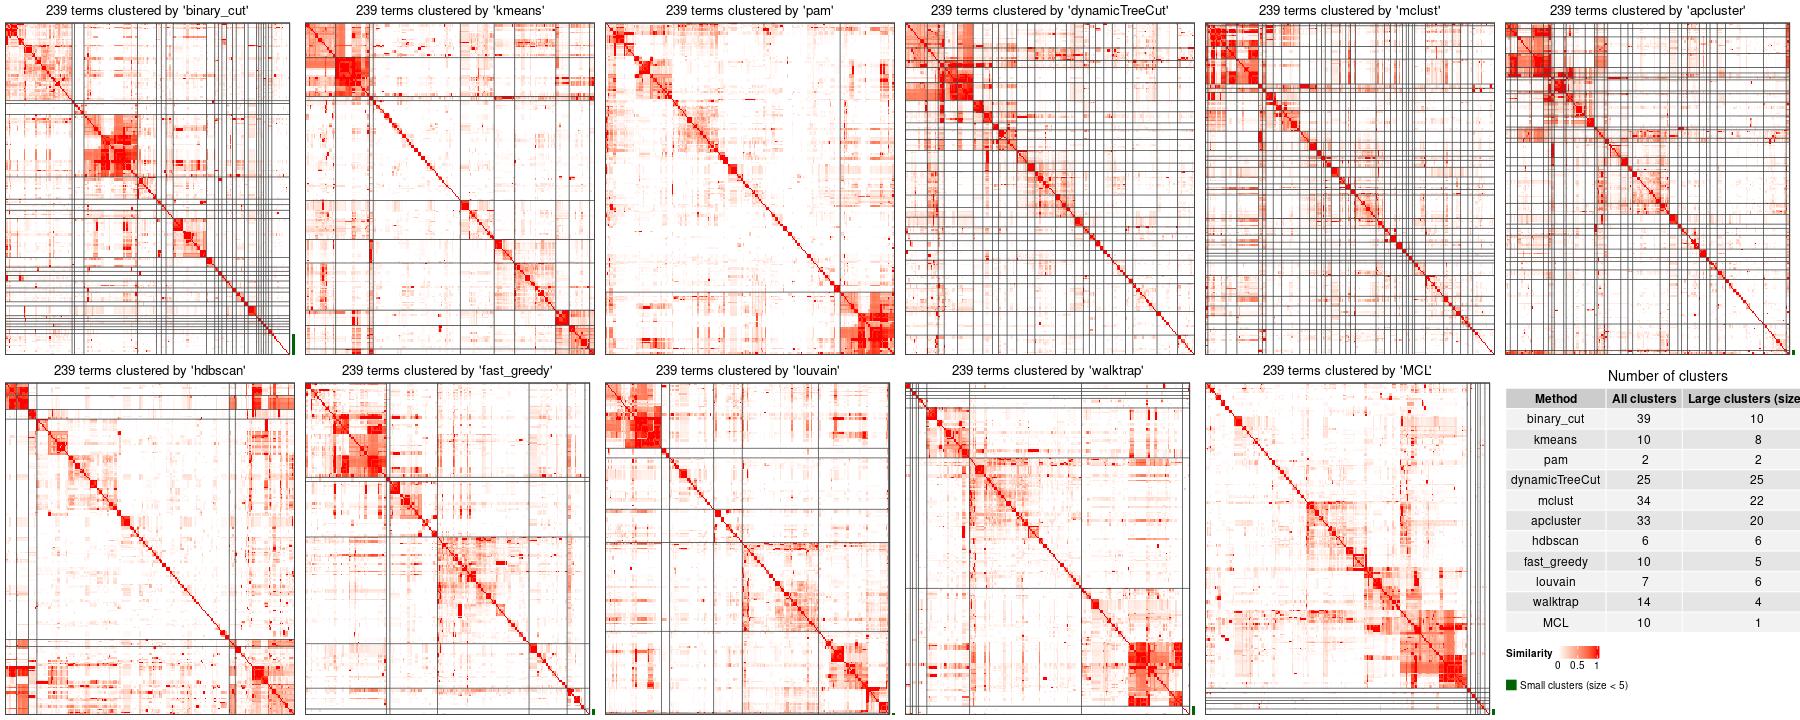 239 terms clustered by 'binary_cut'
239 terms clustered by 'kmeans'
239 terms clustered by 'pam'
239 terms clustered by 'dynamicTreeCut'
239 terms clustered by 'mclust'
239 terms clustered by 'apcluster'
239 terms clustered by 'hdbscan'
239 terms clustered by 'fast_greedy'
239 terms clustered by 'louvain'
239 terms clustered by 'walktrap'
239 terms clustered by 'MCL'
Number of clusters
Method All clusters Large clusters (size
binary_cut 39 10
kmeans 10 8
pam 2 2
dynamicTreeCut 25 25
mclust 34 22
apcluster 33 20
hdbscan 6 6
fast_greedy 10 5
louvain 7 6
walktrap 14 4
MCL 10 1
Similarity
0 0.5 1
Small clusters (size < 5)